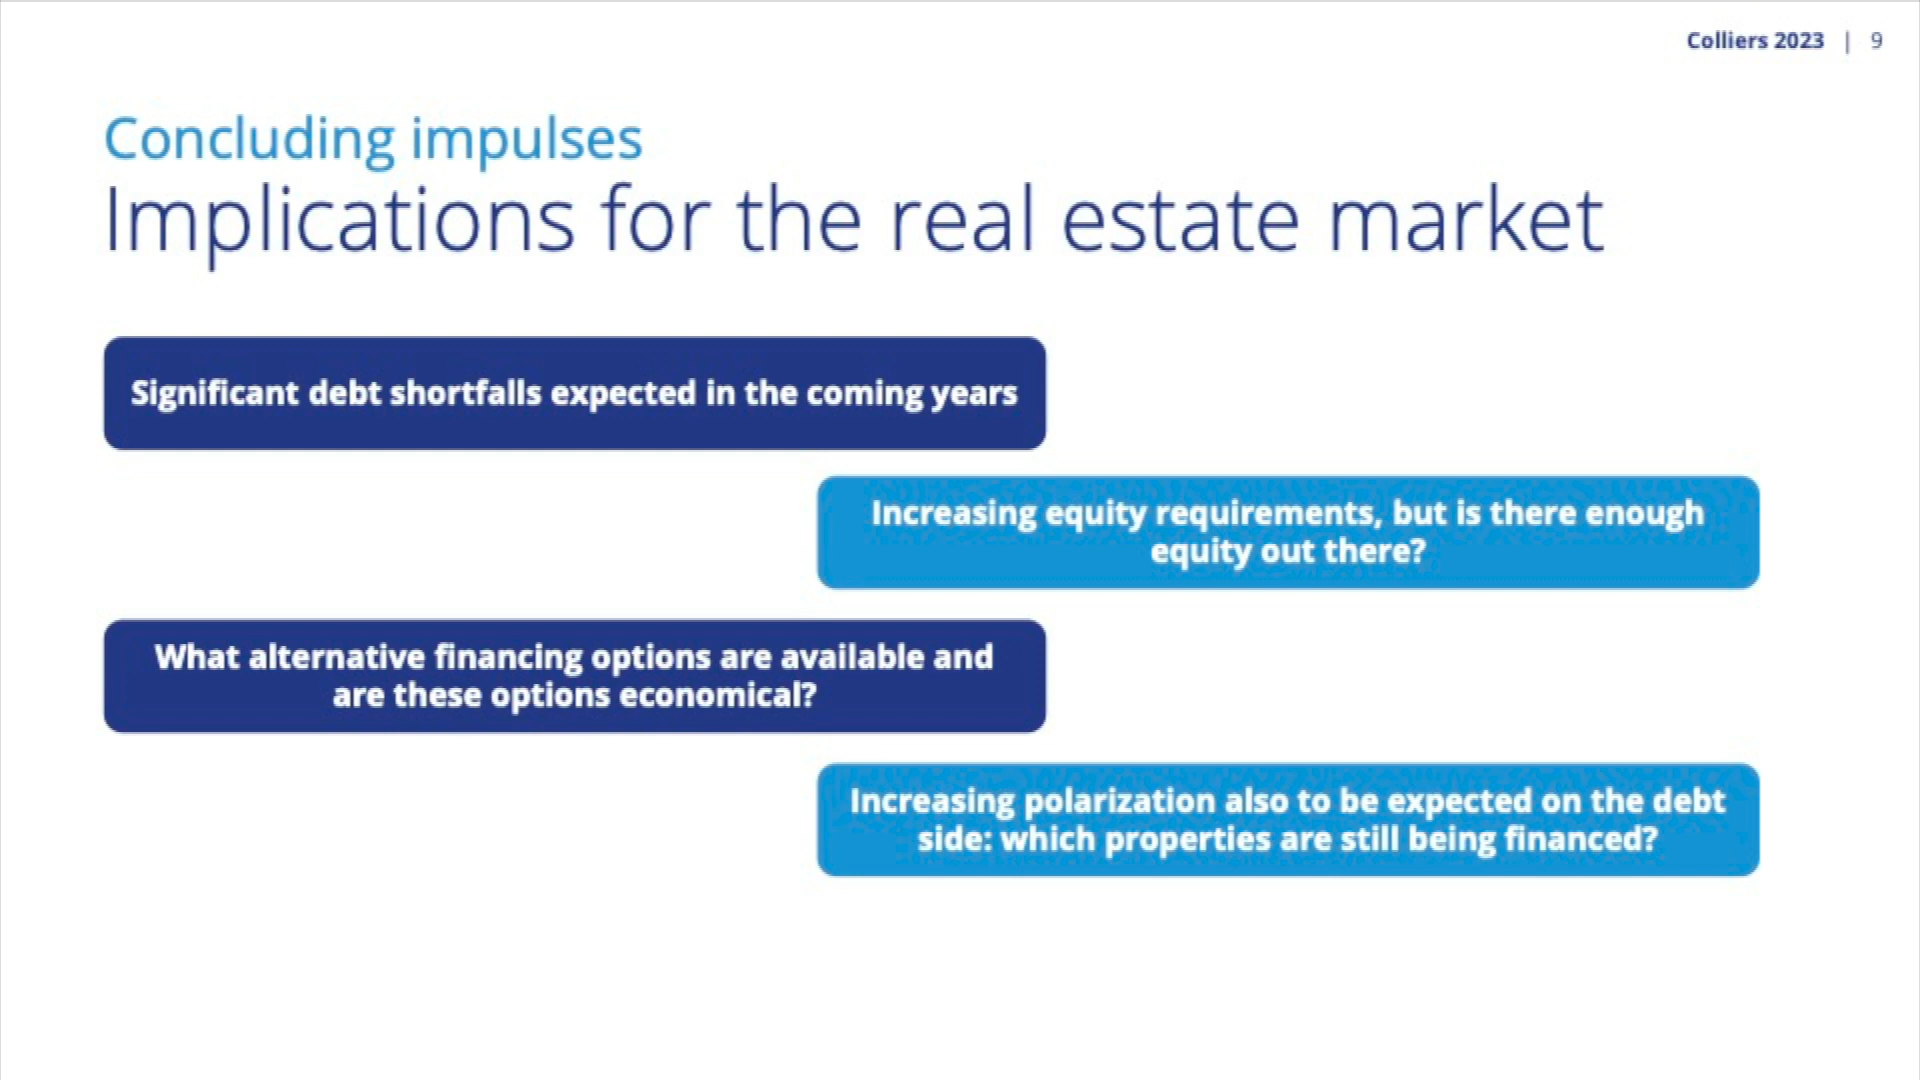 Colliers 2023 | 9
Concluding impulses
Implications for the real estate market
Significant debt shortfalls expected in the coming years
Increasing equity requirements, but is there enough
equity out there?
What alternative financing options are available and
are these options economical?
Increasing polarization also to be expected on the debt
side: which properties are still being financed?